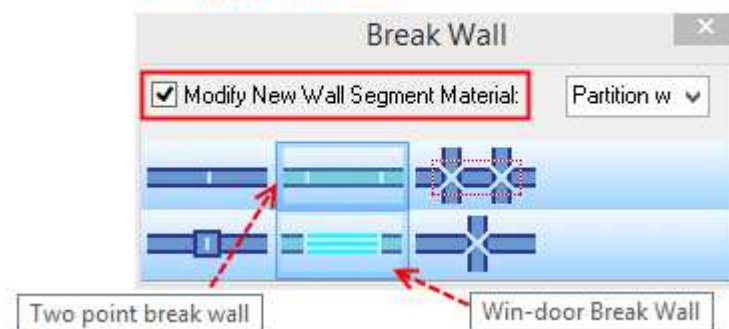 Break Wall
Modify New Wall Segment Material:
Partition w
Two point break wall
Win-door Break Wall